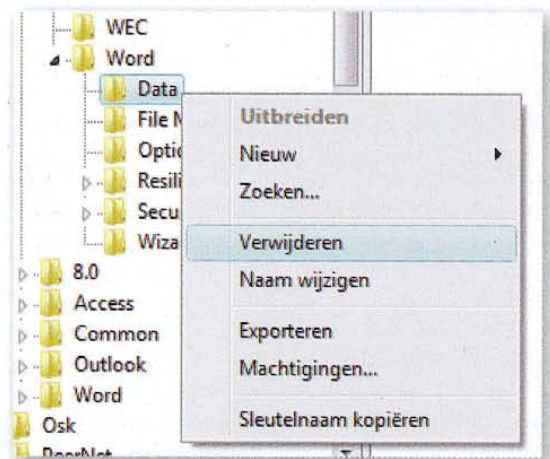 WEC
Word
Data
File
Uitbreiden
Nieuw
Zoeken...
Verwijderen
Naam wijzigen
Exporteren
Machtigingen...
Sleutelnaam kopiëren
8.0
Access
Common
Outlook
Word
Osk